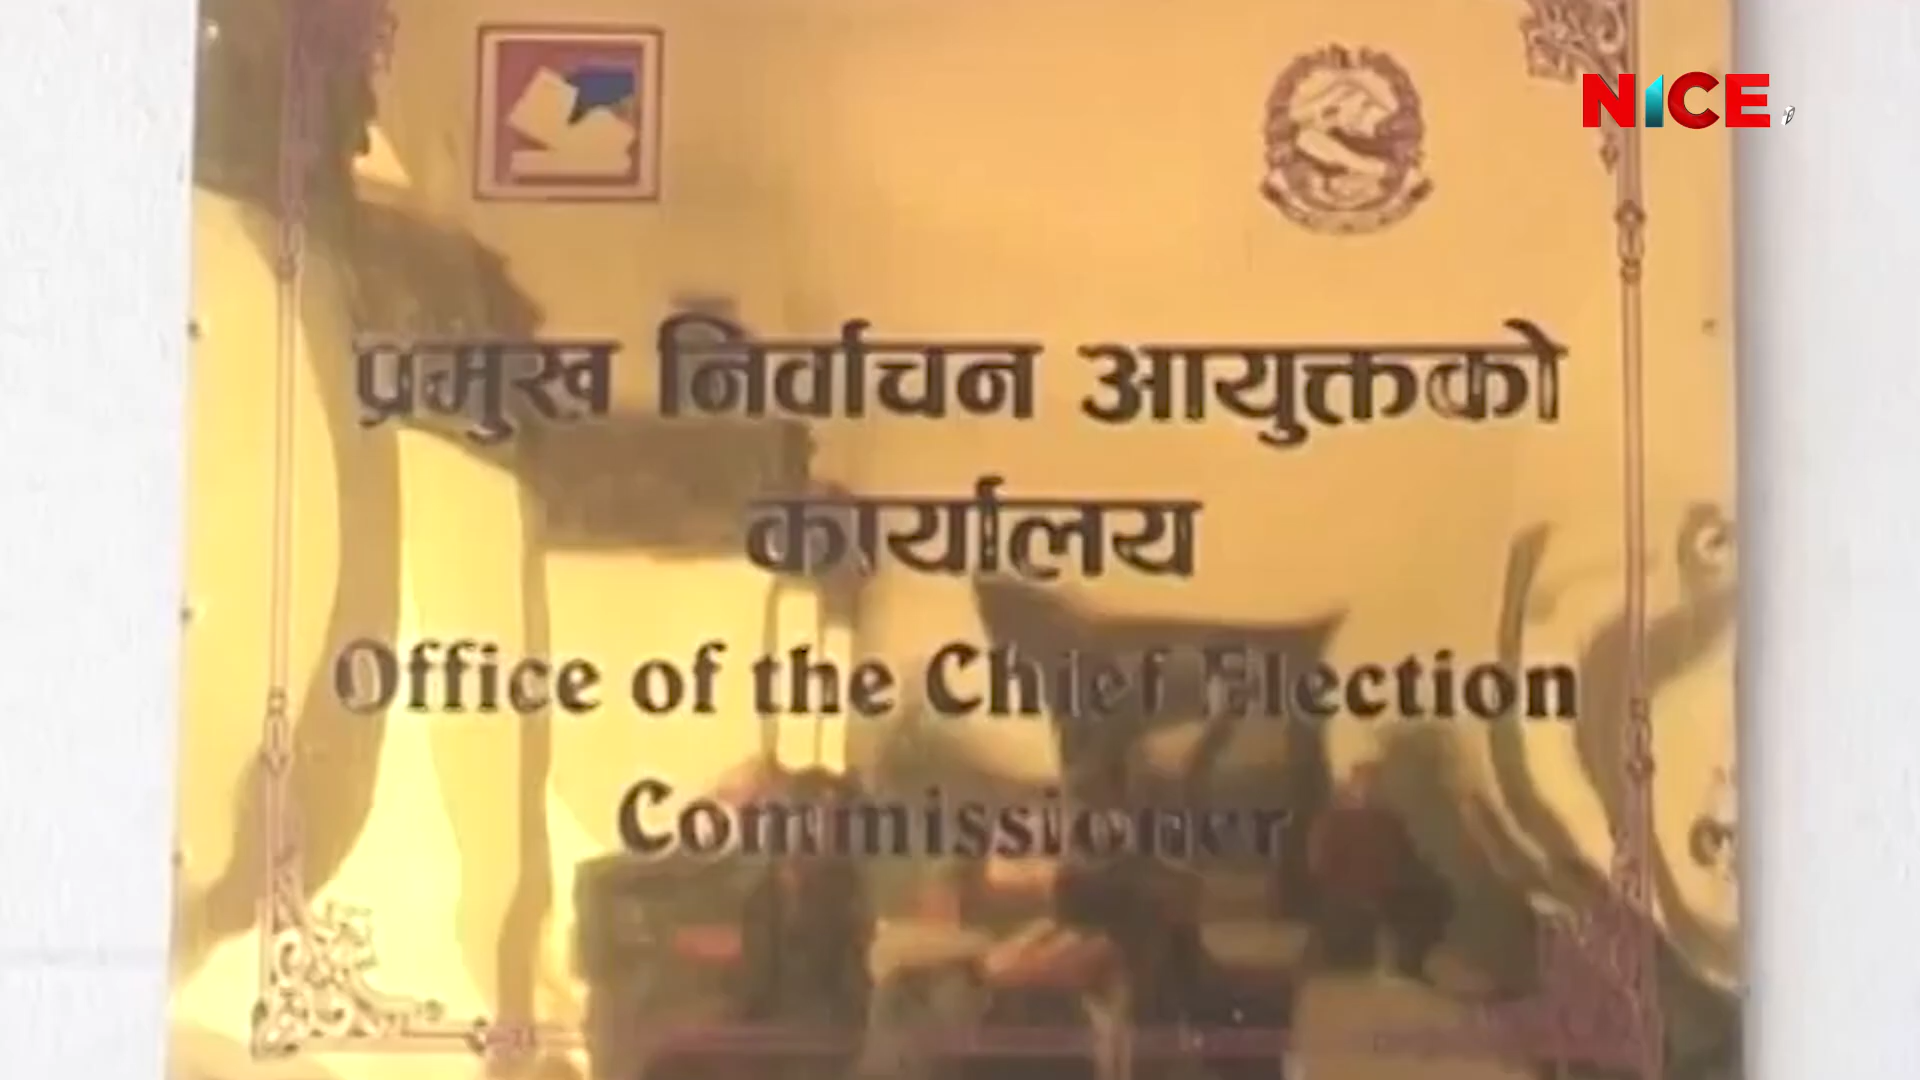 NICE
प्रमुख निर्वाचन आयुक्तको
कार्यालय
Office of the Chief Election
Commissioner